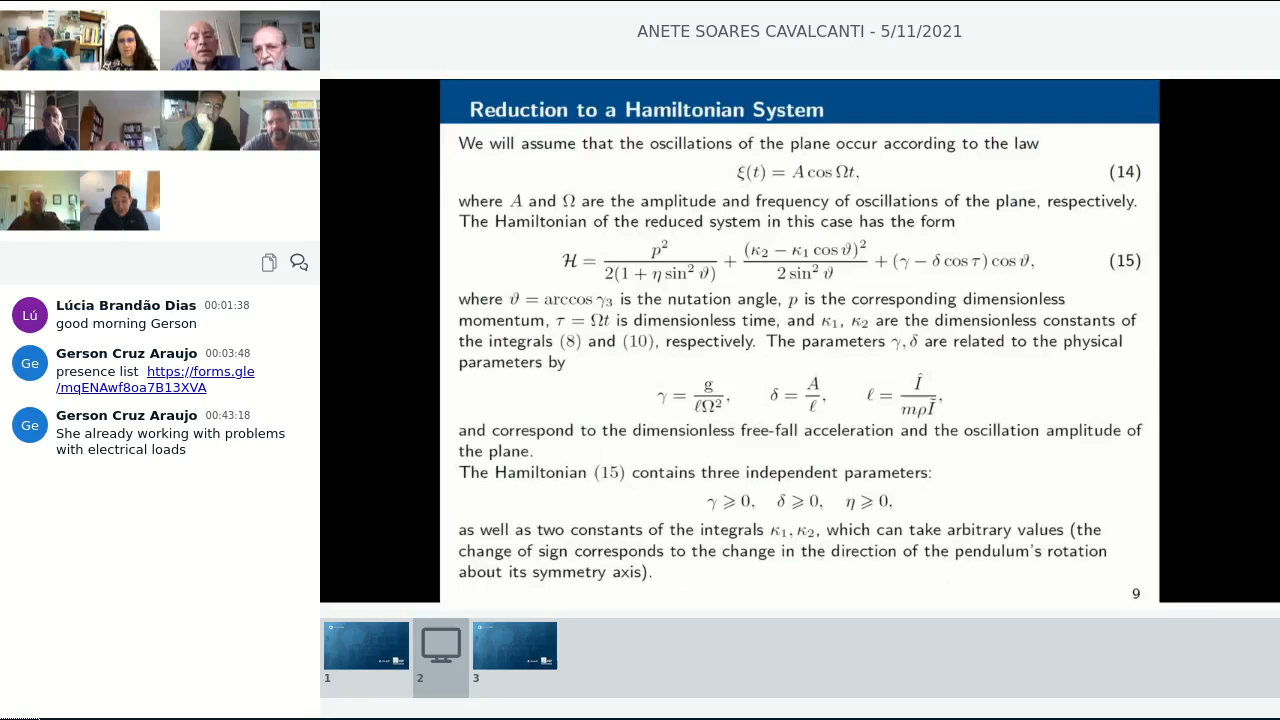 ANETE SOARES CAVALCANTI - 5/11/2021
Lú
Lúcia Brandão Dias 00:01:38
good morning Gerson
Ge
Gerson Cruz Araujo 00:03:48
presence list https://forms.gle
/mqENAwf8oa7B13XVA
Ge
Gerson Cruz Araujo 00:43:18
She already working with problems
with electrical loads
Reduction to a Hamiltonian System
We will assume that the oscillations of the plane occur according to the law
ξ(t) = A cos Ωt, (14)
where A and Ω are the amplitude and frequency of oscillations of the plane, respectively.
The Hamiltonian of the reduced system in this case has the form
ℋ = p²/(2(1 + η sin² ϑ)) + (κ₂ − κ₁ cos ϑ)²/(2 sin² ϑ) + (γ − δ cos τ) cos ϑ, (15)
where ϑ = arccos γ₃ is the nutation angle, p is the corresponding dimensionless
momentum, τ = Ωt is dimensionless time, and κ₁, κ₂ are the dimensionless constants of
the integrals (8) and (10), respectively. The parameters γ, δ are related to the physical
parameters by
γ = g/(ℓΩ²), δ = A/ℓ, ℓ = Î/(mρĨ),
and correspond to the dimensionless free-fall acceleration and the oscillation amplitude of
the plane.
The Hamiltonian (15) contains three independent parameters:
γ ⩾ 0, δ ⩾ 0, η ⩾ 0,
as well as two constants of the integrals κ₁, κ₂, which can take arbitrary values (the
change of sign corresponds to the change in the direction of the pendulum's rotation
about its symmetry axis).
9
1
2
3